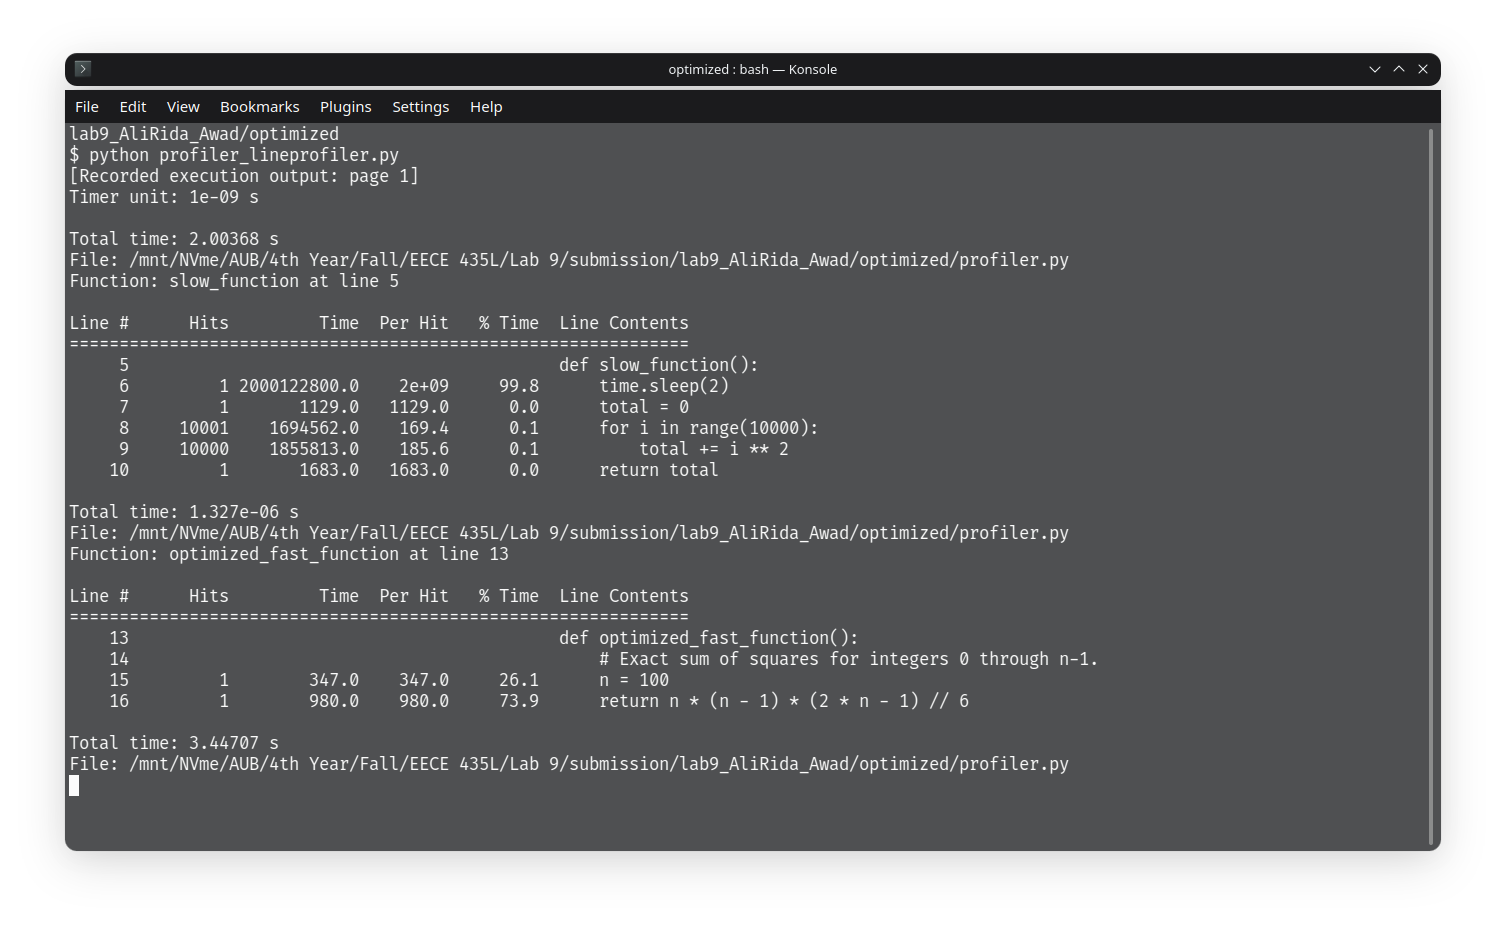 optimized : bash — Konsole
File Edit View Bookmarks Plugins Settings Help
lab9_AliRida_Awad/optimized
$ python profiler_lineprofiler.py
[Recorded execution output: page 1]
Timer unit: 1e-09 s

Total time: 2.00368 s
File: /mnt/NVme/AUB/4th Year/Fall/EECE 435L/Lab 9/submission/lab9_AliRida_Awad/optimized/profiler.py
Function: slow_function at line 5

Line #      Hits         Time  Per Hit   % Time  Line Contents
==============================================================
     5                                           def slow_function():
     6         1 2000122800.0    2e+09     99.8      time.sleep(2)
     7         1       1129.0   1129.0      0.0      total = 0
     8     10001    1694562.0    169.4      0.1      for i in range(10000):
     9     10000    1855813.0    185.6      0.1          total += i ** 2
    10         1       1683.0   1683.0      0.0      return total

Total time: 1.327e-06 s
File: /mnt/NVme/AUB/4th Year/Fall/EECE 435L/Lab 9/submission/lab9_AliRida_Awad/optimized/profiler.py
Function: optimized_fast_function at line 13

Line #      Hits         Time  Per Hit   % Time  Line Contents
==============================================================
    13                                           def optimized_fast_function():
    14                                               # Exact sum of squares for integers 0 through n-1.
    15         1        347.0    347.0     26.1      n = 100
    16         1        980.0    980.0     73.9      return n * (n - 1) * (2 * n - 1) // 6

Total time: 3.44707 s
File: /mnt/NVme/AUB/4th Year/Fall/EECE 435L/Lab 9/submission/lab9_AliRida_Awad/optimized/profiler.py